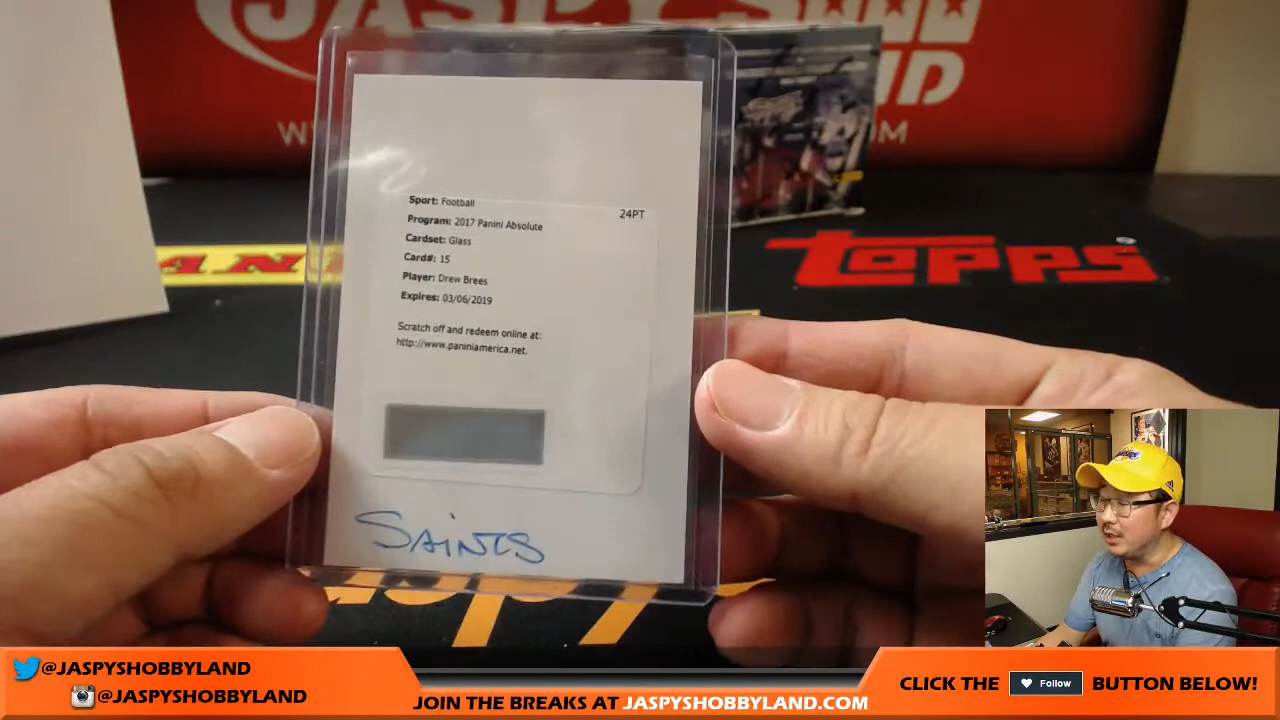 JASPYS
LAND
Sport: Football
24PT
Program: 2017 Panini Absolute
Cardset: Glass
Card#: 15
Player: Drew Brees
Expires: 03/06/2019
Scratch off and redeem online at:
http://www.paniniamerica.net.
SAiNTS
TOPPS
@JASPYSHOBBYLAND
@JASPYSHOBBYLAND
JOIN THE BREAKS AT JASPYSHOBBYLAND.COM
CLICK THE Follow BUTTON BELOW!